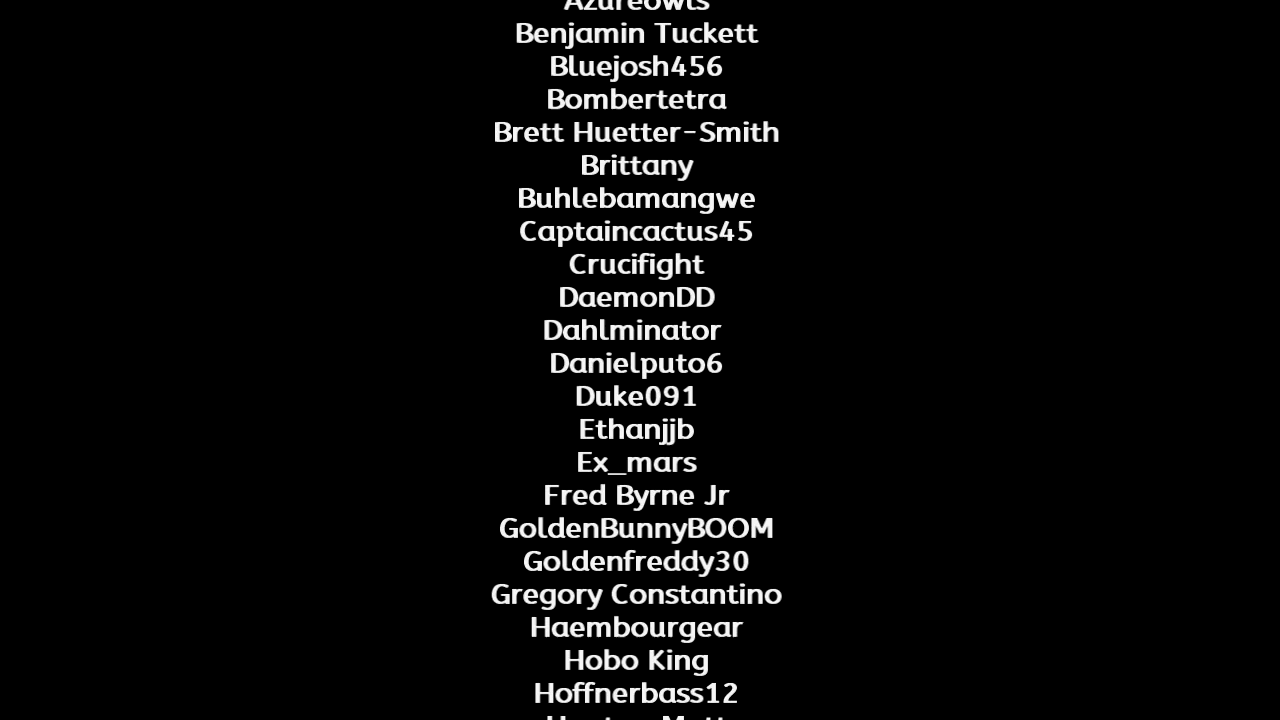 Azureowls
Benjamin Tuckett
Bluejosh456
Bombertetra
Brett Huetter-Smith
Brittany
Buhlebamangwe
Captaincactus45
Crucifight
DaemonDD
Dahlminator
Danielputo6
Duke091
Ethanjjb
Ex_mars
Fred Byrne Jr
GoldenBunnyBOOM
Goldenfreddy30
Gregory Constantino
Haembourgear
Hobo King
Hoffnerbass12